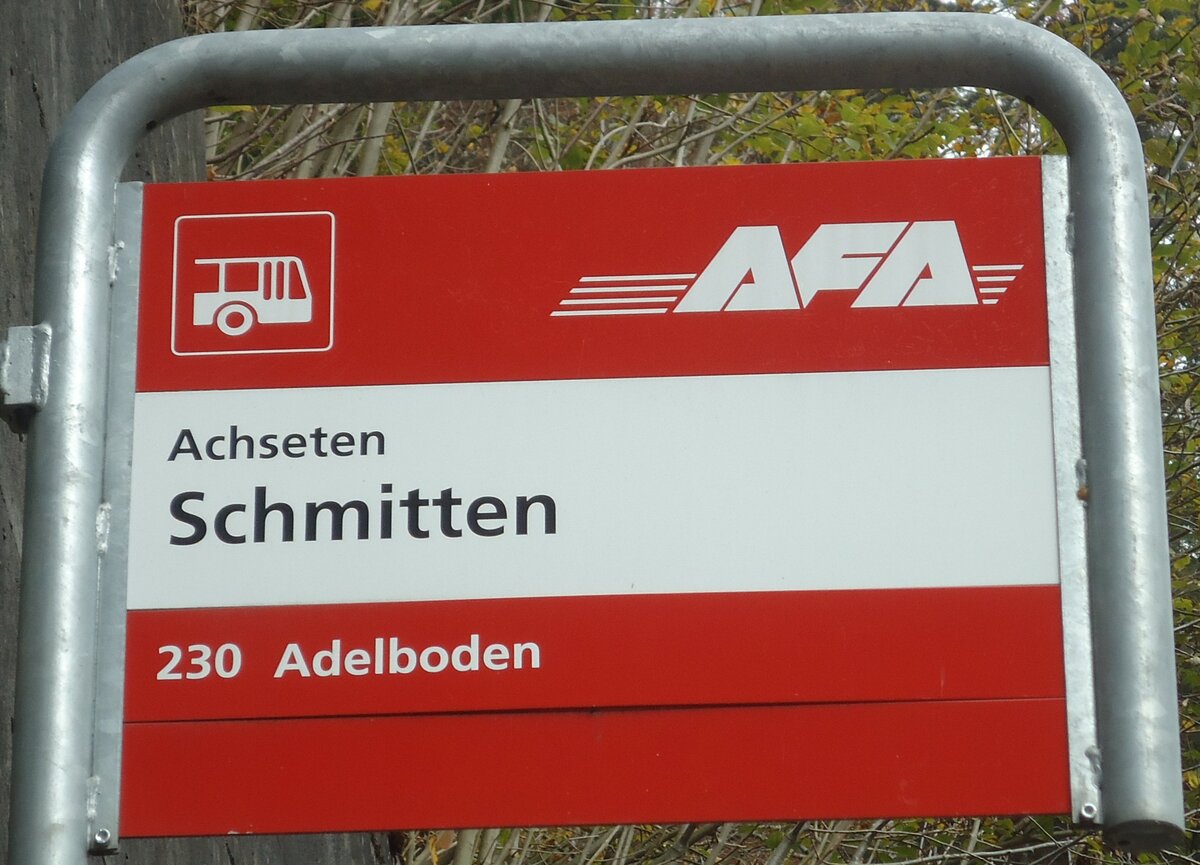 AFA
Achseten
Schmitten
230 Adelboden